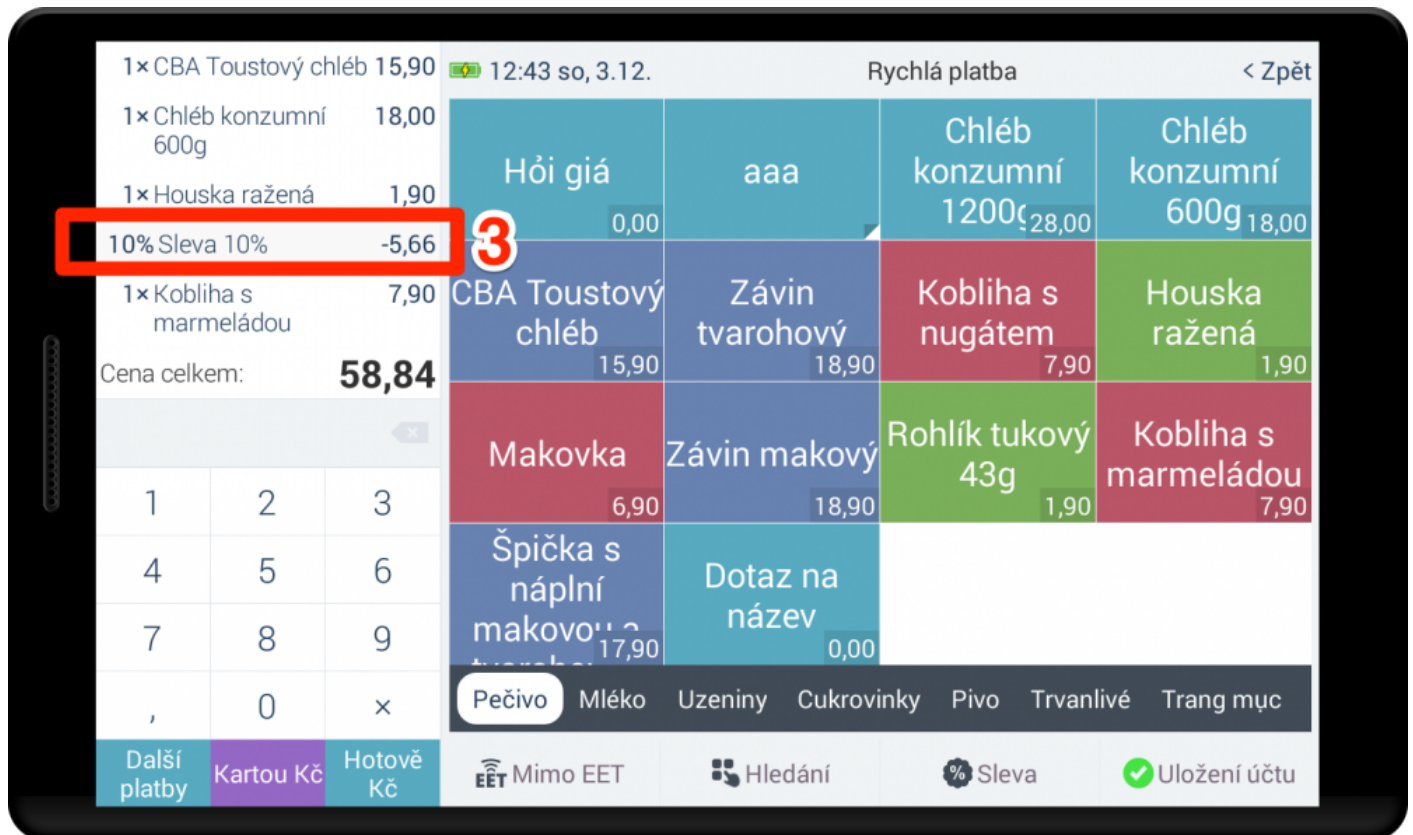 1× CBA Toustový chléb 15,90
1× Chléb konzumní 18,00
600g
1× Houska ražená 1,90
10% Sleva 10% -5,66
3
1× Kobliha s 7,90
marmeládou
Cena celkem: 58,84
1 2 3
4 5 6
7 8 9
, 0 ×
Další
platby
Kartou Kč
Hotově
Kč
12:43 so, 3.12. Rychlá platba < Zpět
Hỏi giá
0,00
aaa
Chléb
konzumní
1200g
28,00
Chléb
konzumní
600g
18,00
CBA Toustový
chléb
15,90
Závin
tvarohový
18,90
Kobliha s
nugátem
7,90
Houska
ražená
1,90
Makovka
6,90
Závin makový
18,90
Rohlík tukový
43g
1,90
Kobliha s
marmeládou
7,90
Špička s
náplní
makovou a
17,90
Dotaz na
název
0,00
Pečivo Mléko Uzeniny Cukrovinky Pivo Trvanlivé Trang mục
EET Mimo EET Hledání % Sleva Uložení účtu